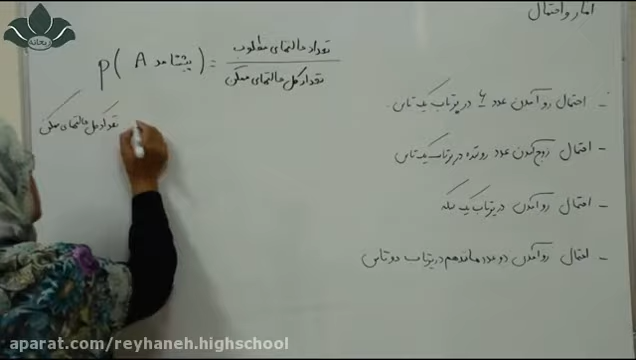 آمار و احتمال
P(پیشامد A) = تعداد حالتهای مطلوب
تعداد کل حالتهای ممکن
تعداد کل حالتهای ممکن
- احتمال رو آمدن عدد ۶ در پرتاب یک تاس.
- احتمال زوج آمدن عدد رو شده در پرتاب یک تاس
- احتمال رو آمدن در پرتاب یک سکه
- احتمال رو آمدن دو عدد مانند هم در پرتاب دو تاس
ریحانه
aparat.com/reyhaneh.highschool